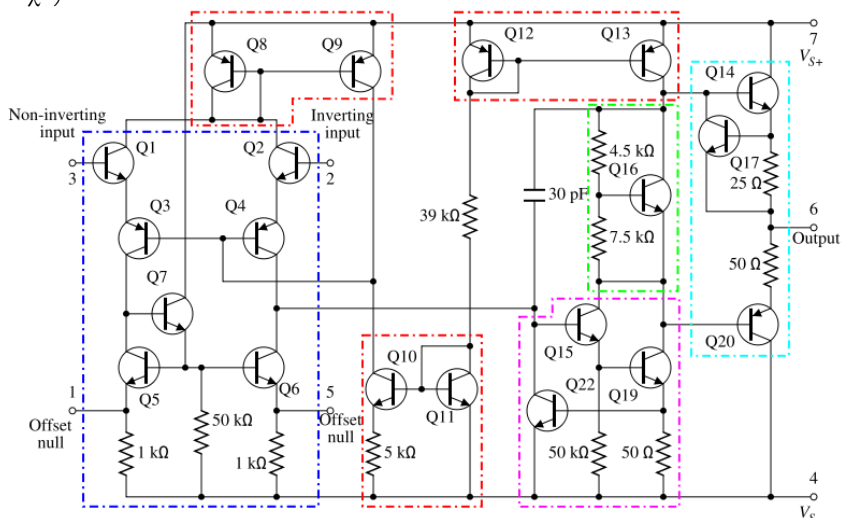 Q8
Q9
Q12
Q13
7
V_S+
Q14
Non-inverting
input
Inverting
input
Q1
Q2
3
2
4.5 kΩ
Q16
Q17
25 Ω
30 pF
Q3
Q4
39 kΩ
7.5 kΩ
6
Output
50 Ω
Q7
Q15
Q20
Q10
Q11
Q5
Q6
1
5
Offset
null
Offset
null
Q22
Q19
50 kΩ
1 kΩ
1 kΩ
5 kΩ
50 kΩ
50 Ω
4
V_S